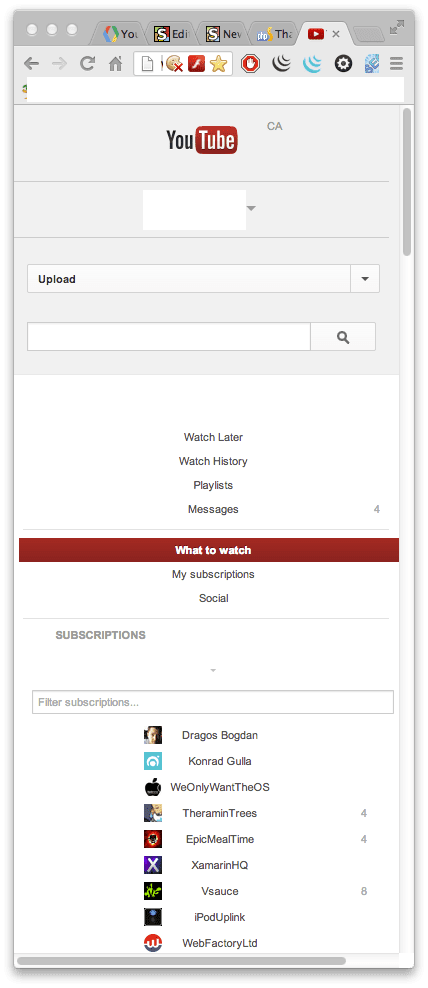 You
Edi
Nev
php
Tha
YouTube CA
Upload
Watch Later
Watch History
Playlists
Messages 4
What to watch
My subscriptions
Social
SUBSCRIPTIONS
Filter subscriptions...
Dragos Bogdan
Konrad Gulla
WeOnlyWantTheOS
TheraminTrees 4
EpicMealTime 4
XamarinHQ
Vsauce 8
iPodUplink
WebFactoryLtd